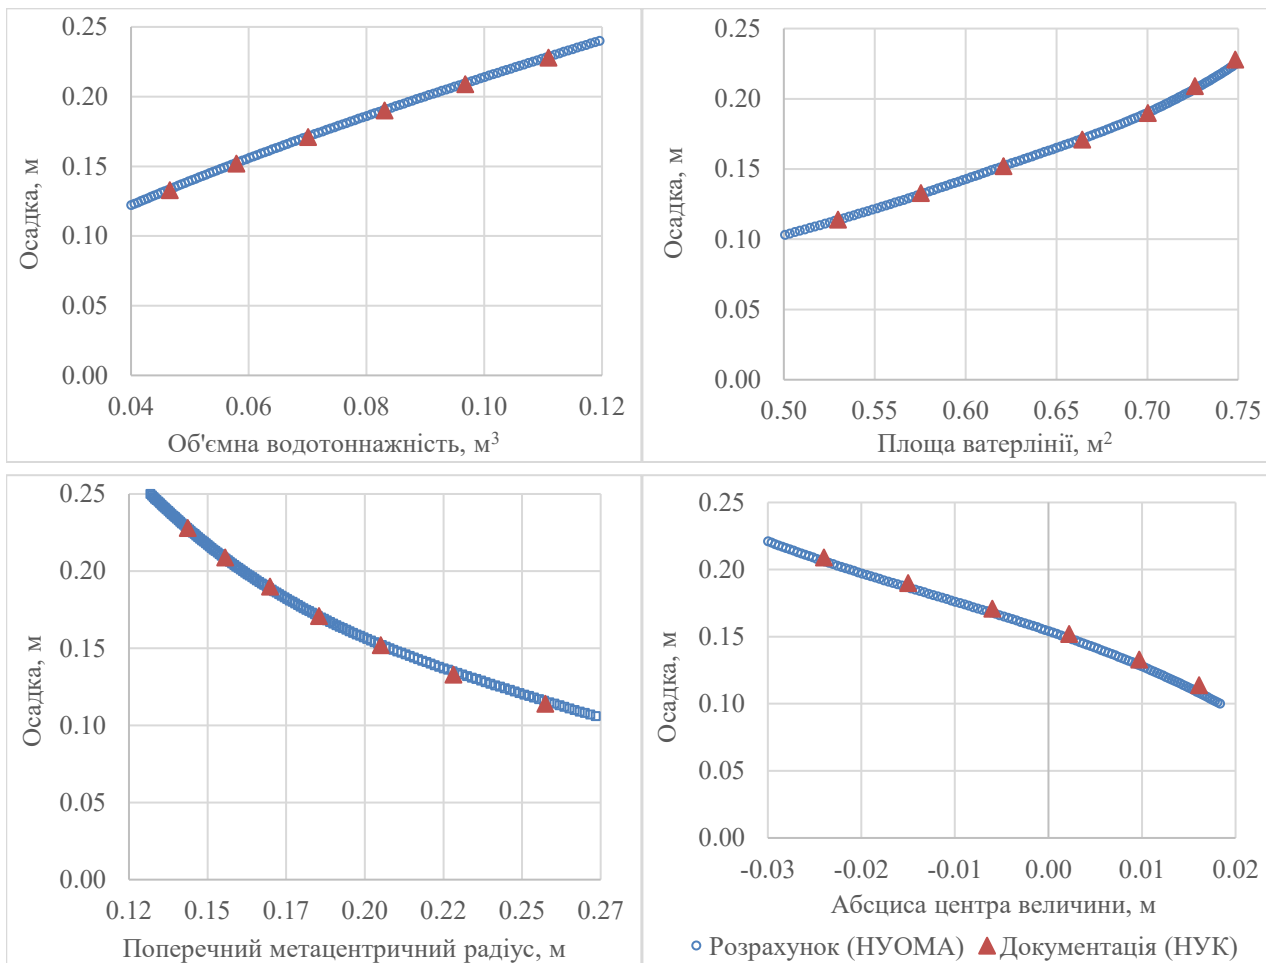 0.25
0.20
0.15
0.10
0.05
0.00
Осадка, м
0.04 0.06 0.08 0.10 0.12
Об'ємна водотоннажність, м³
0.25
0.20
0.15
0.10
0.05
0.00
Осадка, м
0.50 0.55 0.60 0.65 0.70 0.75
Площа ватерлінії, м²
0.25
0.20
0.15
0.10
0.05
0.00
Осадка, м
0.12 0.15 0.17 0.20 0.22 0.25 0.27
Поперечний метацентричний радіус, м
0.25
0.20
0.15
0.10
0.05
0.00
Осадка, м
-0.03 -0.02 -0.01 0.00 0.01 0.02
Абсциса центра величини, м
Розрахунок (НУОМА) Документація (НУК)